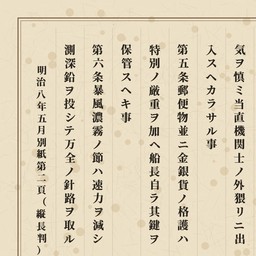 気ヲ慎ミ当直機関士ノ外猥リニ出
入スヘカラサル事
第五条郵便物並ニ金銀貨ノ格護ハ
特別ノ厳重ヲ加ヘ船長自ラ其鍵ヲ
保管スヘキ事
第六条暴風濃霧ノ節ハ速力ヲ減シ
測深鉛ヲ投シテ万全ノ針路ヲ取ル
明治八年五月別紙第二頁(縦長判)